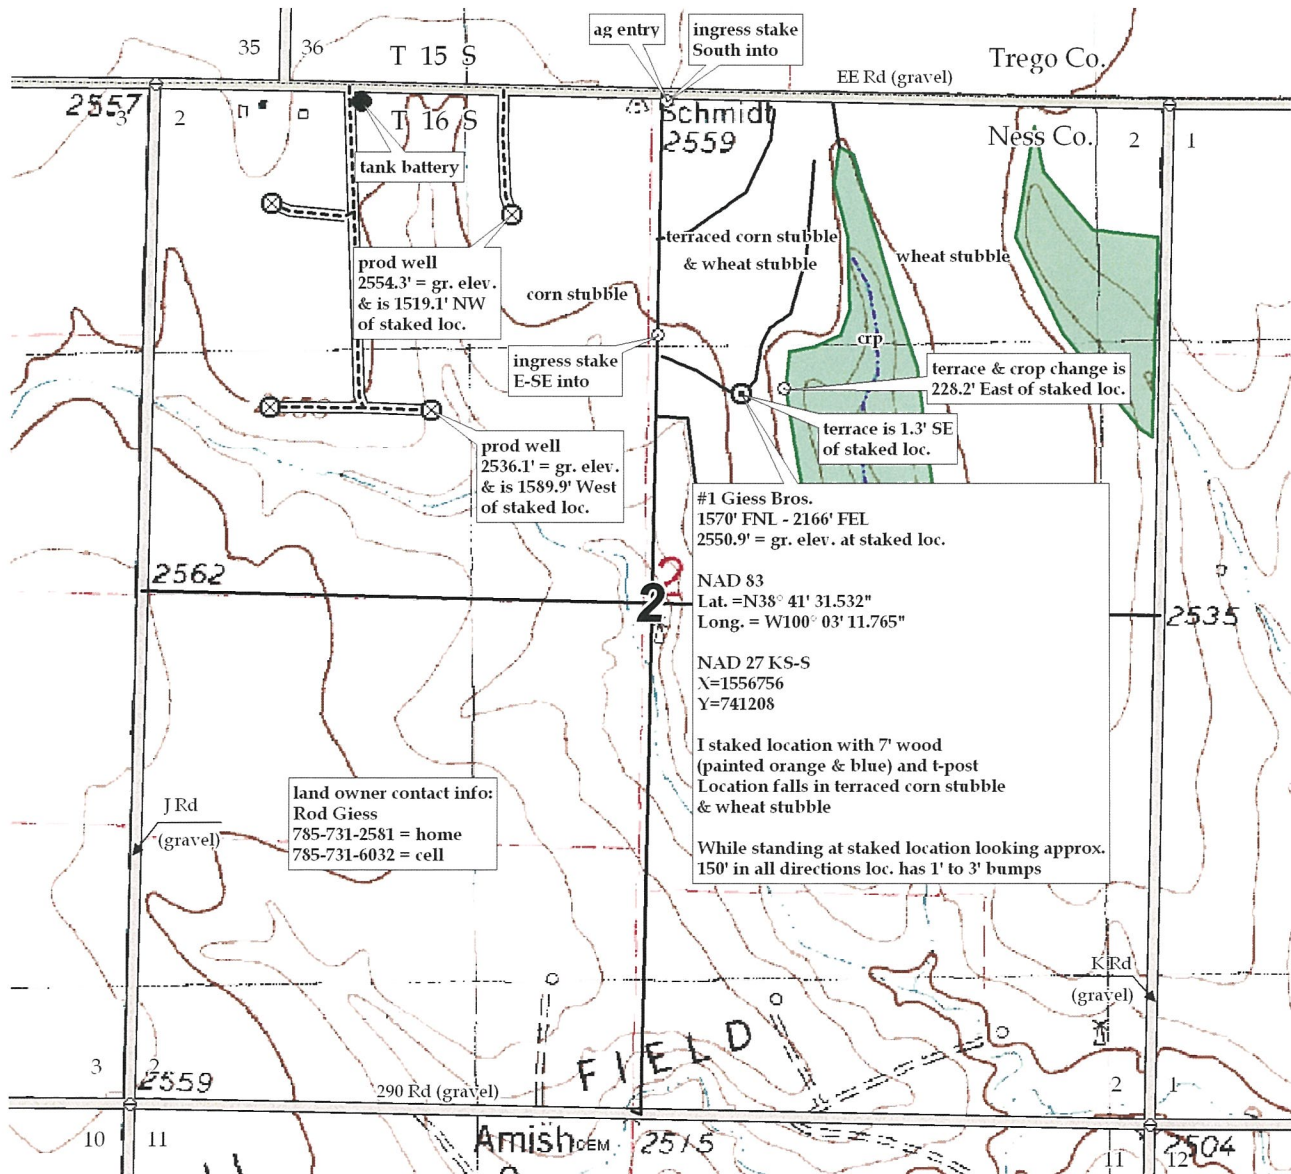 ag entry
ingress stake
South into
35
36
T 15 S
Trego Co.
EE Rd (gravel)
2557
3
2
T 16 S
Schmidt
2559
Ness Co.
2
1
tank battery
prod well
2554.3' = gr. elev.
& is 1519.1' NW
of staked loc.
terraced corn stubble
& wheat stubble
wheat stubble
corn stubble
crp
ingress stake
E-SE into
terrace & crop change is
228.2' East of staked loc.
terrace is 1.3' SE
of staked loc.
prod well
2536.1' = gr. elev.
& is 1589.9' West
of staked loc.
#1 Giess Bros.
1570' FNL - 2166' FEL
2550.9' = gr. elev. at staked loc.
NAD 83
Lat. =N38° 41' 31.532"
Long. = W100° 03' 11.765"
NAD 27 KS-S
X=1556756
Y=741208
I staked location with 7' wood
(painted orange & blue) and t-post
Location falls in terraced corn stubble
& wheat stubble
While standing at staked location looking approx.
150' in all directions loc. has 1' to 3' bumps
2562
2
2
2535
land owner contact info:
Rod Giess
785-731-2581 = home
785-731-6032 = cell
J Rd
(gravel)
K Rd
(gravel)
FIELD
3
2
2559
290 Rd (gravel)
2
1
10
11
Amish CEM
2515
11
12
2504